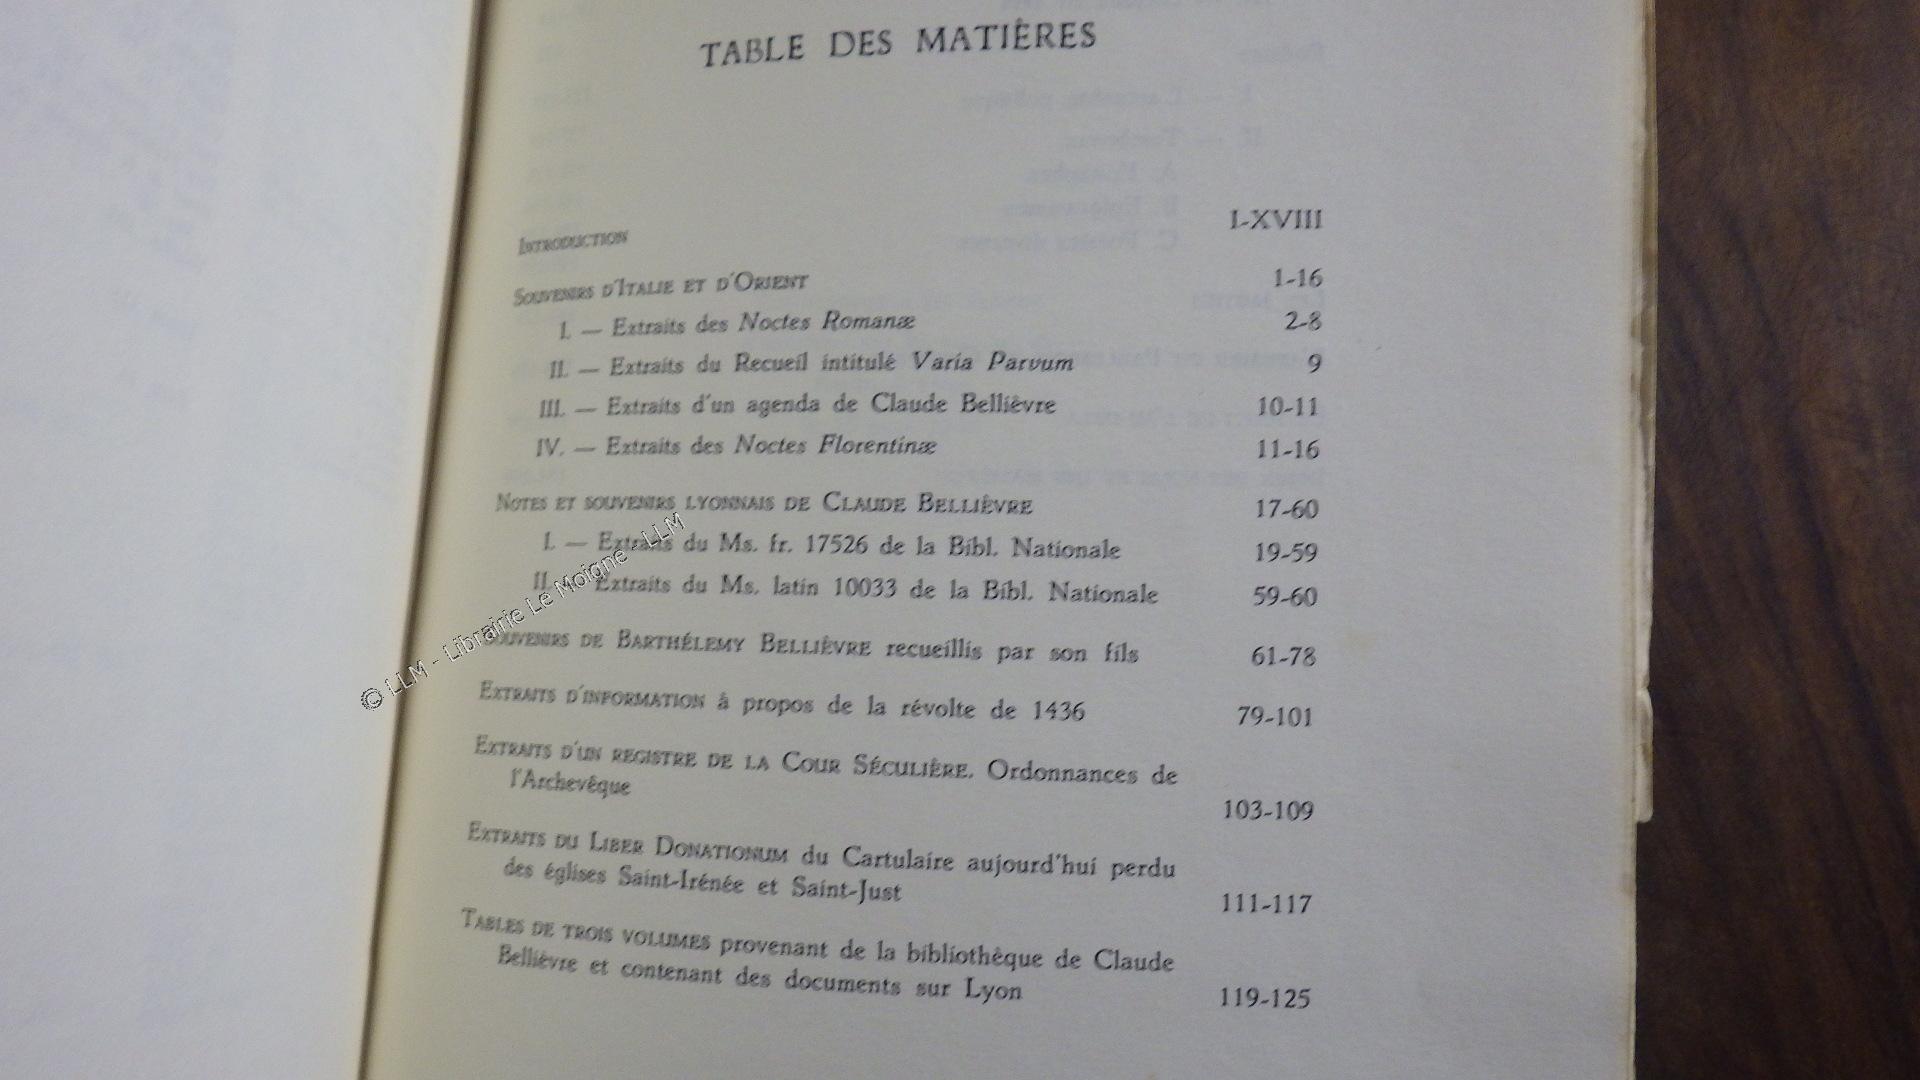 TABLE DES MATIÈRES
INTRODUCTION I-XVIII
SOUVENIRS D'ITALIE ET D'ORIENT 1-16
I. — Extraits des Noctes Romanæ 2-8
II. — Extraits du Recueil intitulé Varia Parvum 9
III. — Extraits d'un agenda de Claude Bellièvre 10-11
IV. — Extraits des Noctes Florentinæ 11-16
NOTES ET SOUVENIRS LYONNAIS DE CLAUDE BELLIÈVRE 17-60
I. — Extraits du Ms. fr. 17526 de la Bibl. Nationale 19-59
II. — Extraits du Ms. latin 10033 de la Bibl. Nationale 59-60
SOUVENIRS DE BARTHÉLEMY BELLIÈVRE recueillis par son fils 61-78
EXTRAITS D'INFORMATION à propos de la révolte de 1436 79-101
EXTRAITS D'UN REGISTRE DE LA COUR SÉCULIÈRE. Ordonnances de
l'Archevêque 103-109
EXTRAITS DU LIBER DONATIONUM du Cartulaire aujourd'hui perdu
des églises Saint-Irénée et Saint-Just 111-117
TABLES DE TROIS VOLUMES provenant de la bibliothèque de Claude
Bellièvre et contenant des documents sur Lyon 119-125
© LLM - Librairie Le Moigne - LLM